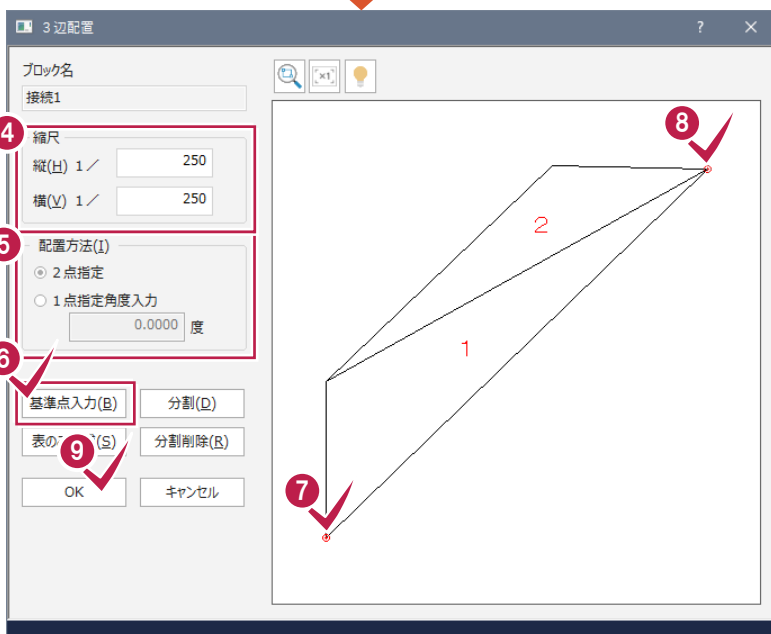 3辺配置
?
×
ブロック名
接続1
×1
4
縮尺
縦(H) 1／ 250
横(V) 1／ 250
5
配置方法(I)
2点指定
1点指定角度入力
0.0000 度
6
基準点入力(B)
分割(D)
表の
(S)
分割削除(R)
9
OK
キャンセル
8
2
1
7